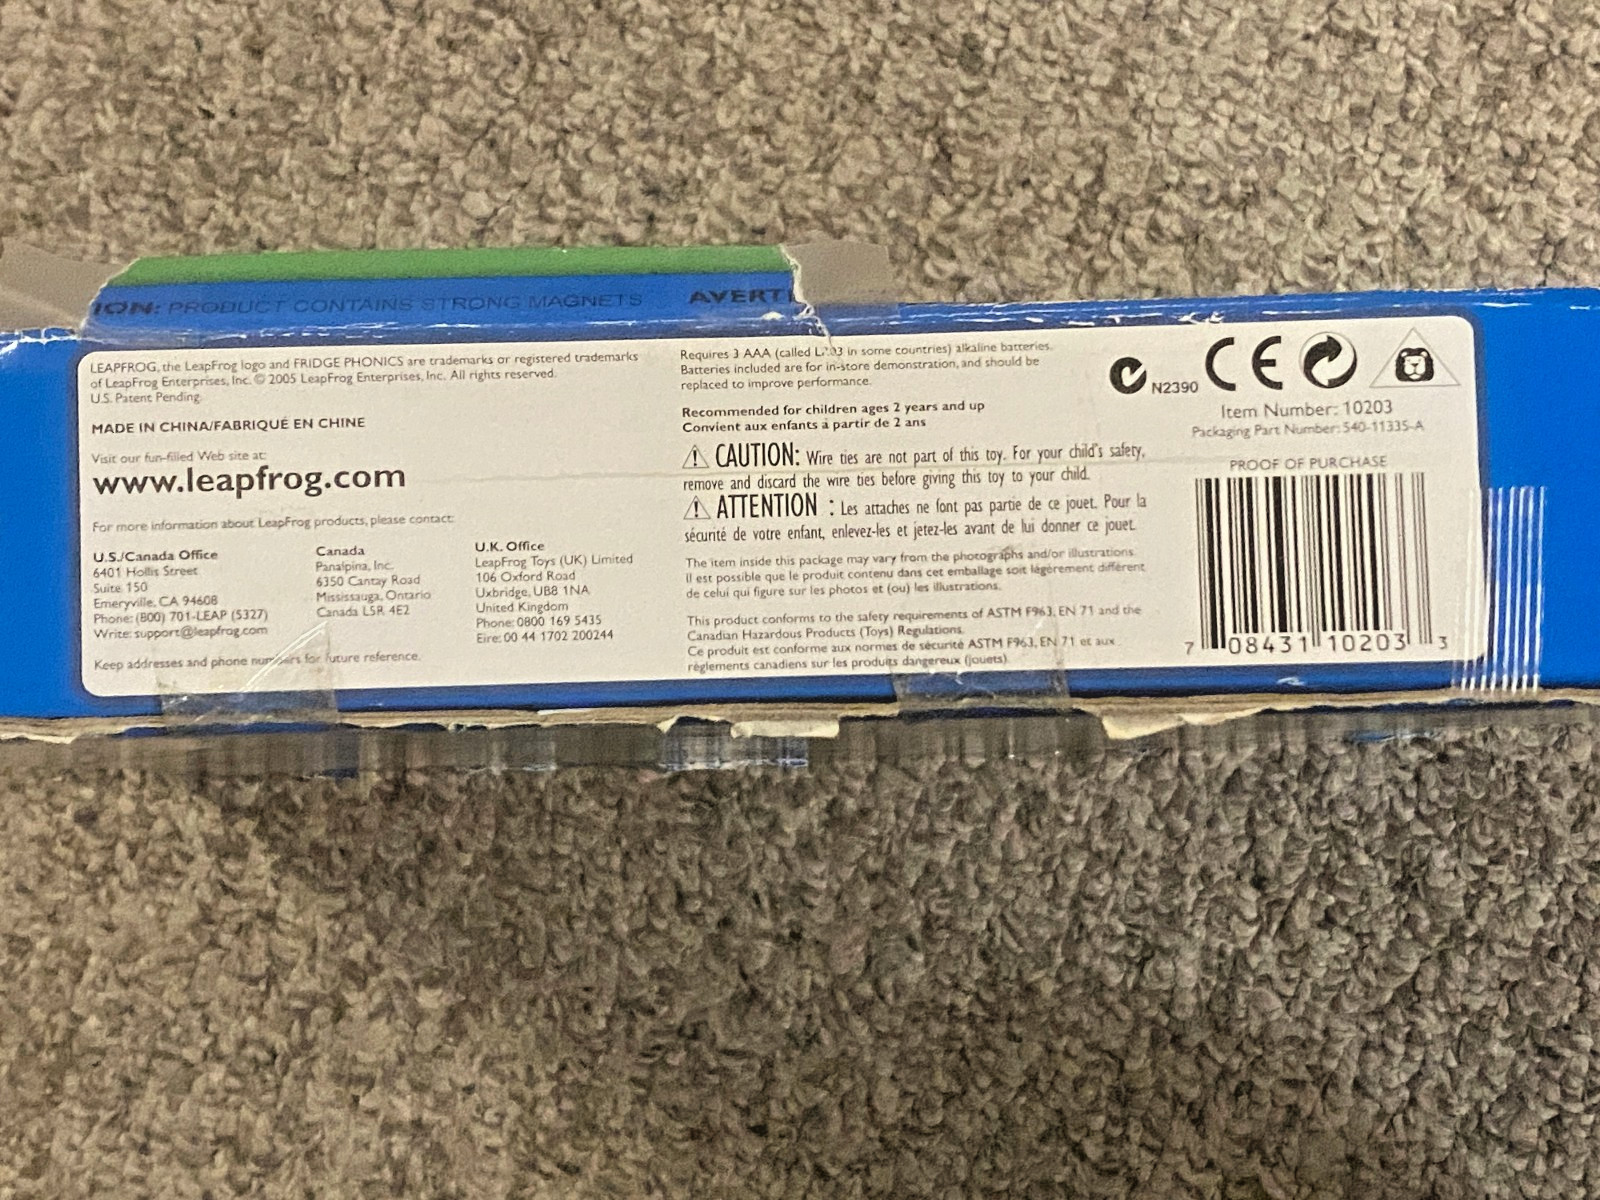 ION: PRODUCT CONTAINS STRONG MAGNETS AVERTI
LEAPFROG, the LeapFrog logo and FRIDGE PHONICS are trademarks or registered trademarks
of LeapFrog Enterprises, Inc. © 2005 LeapFrog Enterprises, Inc. All rights reserved.
U.S. Patent Pending.
MADE IN CHINA/FABRIQUÉ EN CHINE
Visit our fun-filled Web site at:
www.leapfrog.com
For more information about LeapFrog products, please contact:
U.S./Canada Office
6401 Hollis Street
Suite 150
Emeryville, CA 94608
Phone: (800) 701-LEAP (5327)
Write: support@leapfrog.com
Canada
Panalpina, Inc.
6350 Cantay Road
Mississauga, Ontario
Canada L5R 4E2
U.K. Office
LeapFrog Toys (UK) Limited
106 Oxford Road
Uxbridge, UB8 1NA
United Kingdom
Phone: 0800 169 5435
Eire: 00 44 1702 200244
Keep addresses and phone numbers for future reference.
Requires 3 AAA (called in some countries) alkaline batteries.
Batteries included are for in-store demonstration, and should be
replaced to improve performance.
Recommended for children ages 2 years and up
Convient aux enfants à partir de 2 ans
⚠ CAUTION: Wire ties are not part of this toy. For your child's safety,
remove and discard the wire ties before giving this toy to your child.
⚠ ATTENTION : Les attaches ne font pas partie de ce jouet. Pour la
sécurité de votre enfant, enlevez-les et jetez-les avant de lui donner ce jouet.
The item inside this package may vary from the photographs and/or illustrations.
Il est possible que le produit contenu dans cet emballage soit légèrement différent
de celui qui figure sur les photos et (ou) les illustrations.
This product conforms to the safety requirements of ASTM F963, EN 71 and the
Canadian Hazardous Products (Toys) Regulations.
Ce produit est conforme aux normes de sécurité ASTM F963, EN 71 et aux
règlements canadiens sur les produits dangereux (jouets).
N2390 CE
Item Number: 10203
Packaging Part Number: 540-11335-A
PROOF OF PURCHASE
7 08431 10203 3